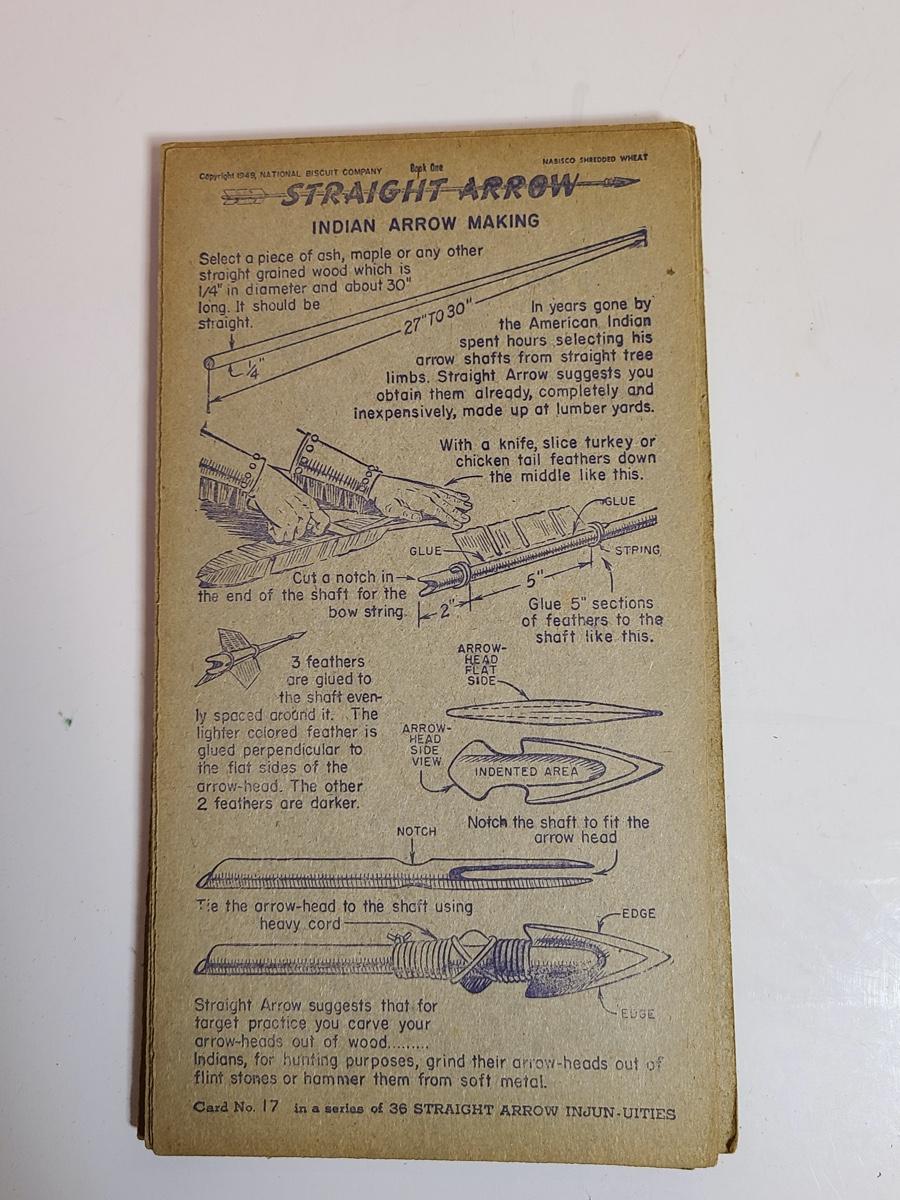 Copyright 1949, NATIONAL BISCUIT COMPANY
Book One
NABISCO SHREDDED WHEAT
STRAIGHT ARROW
INDIAN ARROW MAKING
Select a piece of ash, maple or any other
straight grained wood which is
1/4" in diameter and about 30"
long. It should be
straight.
27" TO 30"
1/4"
In years gone by
the American Indian
spent hours selecting his
arrow shafts from straight tree
limbs. Straight Arrow suggests you
obtain them already, completely and
inexpensively, made up at lumber yards.
With a knife, slice turkey or
chicken tail feathers down
the middle like this.
GLUE
GLUE
STRING
Cut a notch in
the end of the shaft for the
bow string.
2"
5"
Glue 5" sections
of feathers to the
shaft like this.
3 feathers
are glued to
the shaft even-
ly spaced around it. The
lighter colored feather is
glued perpendicular to
the flat sides of the
arrow-head. The other
2 feathers are darker.
ARROW-
HEAD
FLAT
SIDE
ARROW-
HEAD
SIDE
VIEW
INDENTED AREA
Notch the shaft to fit the
arrow head
NOTCH
Tie the arrow-head to the shaft using
heavy cord
EDGE
EDGE
Straight Arrow suggests that for
target practice you carve your
arrow-heads out of wood.........
Indians, for hunting purposes, grind their arrow-heads out of
flint stones or hammer them from soft metal.
Card No. 17 in a series of 36 STRAIGHT ARROW INJUN-UITIES